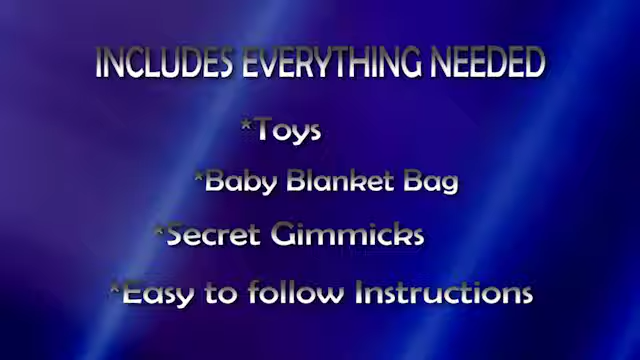 INCLUDES EVERYTHING NEEDED
*Toys
*Baby Blanket Bag
*Secret Gimmicks
*Easy to follow Instructions